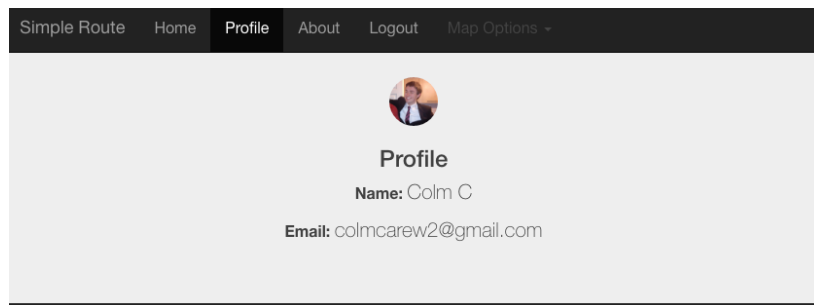 Simple Route Home Profile About Logout Map Options
Profile
Name: Colm C
Email: colmcarew2@gmail.com